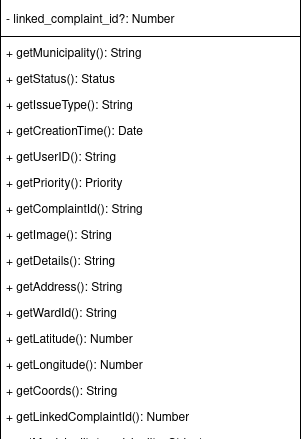 - linked_complaint_id?: Number
+ getMunicipality(): String
+ getStatus(): Status
+ getIssueType(): String
+ getCreationTime(): Date
+ getUserID(): String
+ getPriority(): Priority
+ getComplaintId(): String
+ getImage(): String
+ getDetails(): String
+ getAddress(): String
+ getWardId(): String
+ getLatitude(): Number
+ getLongitude(): Number
+ getCoords(): String
+ getLinkedComplaintId(): Number